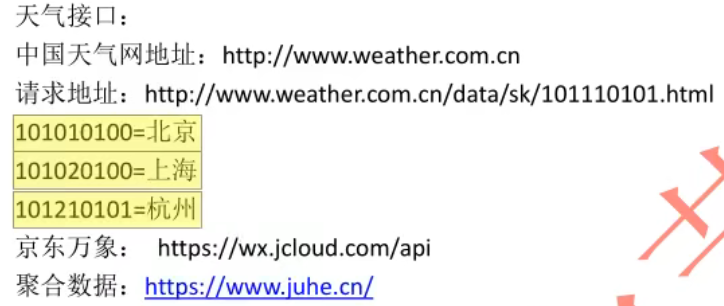 天气接口：
中国天气网地址：http://www.weather.com.cn
请求地址：http://www.weather.com.cn/data/sk/101110101.html
101010100=北京
101020100=上海
101210101=杭州
京东万象： https://wx.jcloud.com/api
聚合数据：https://www.juhe.cn/